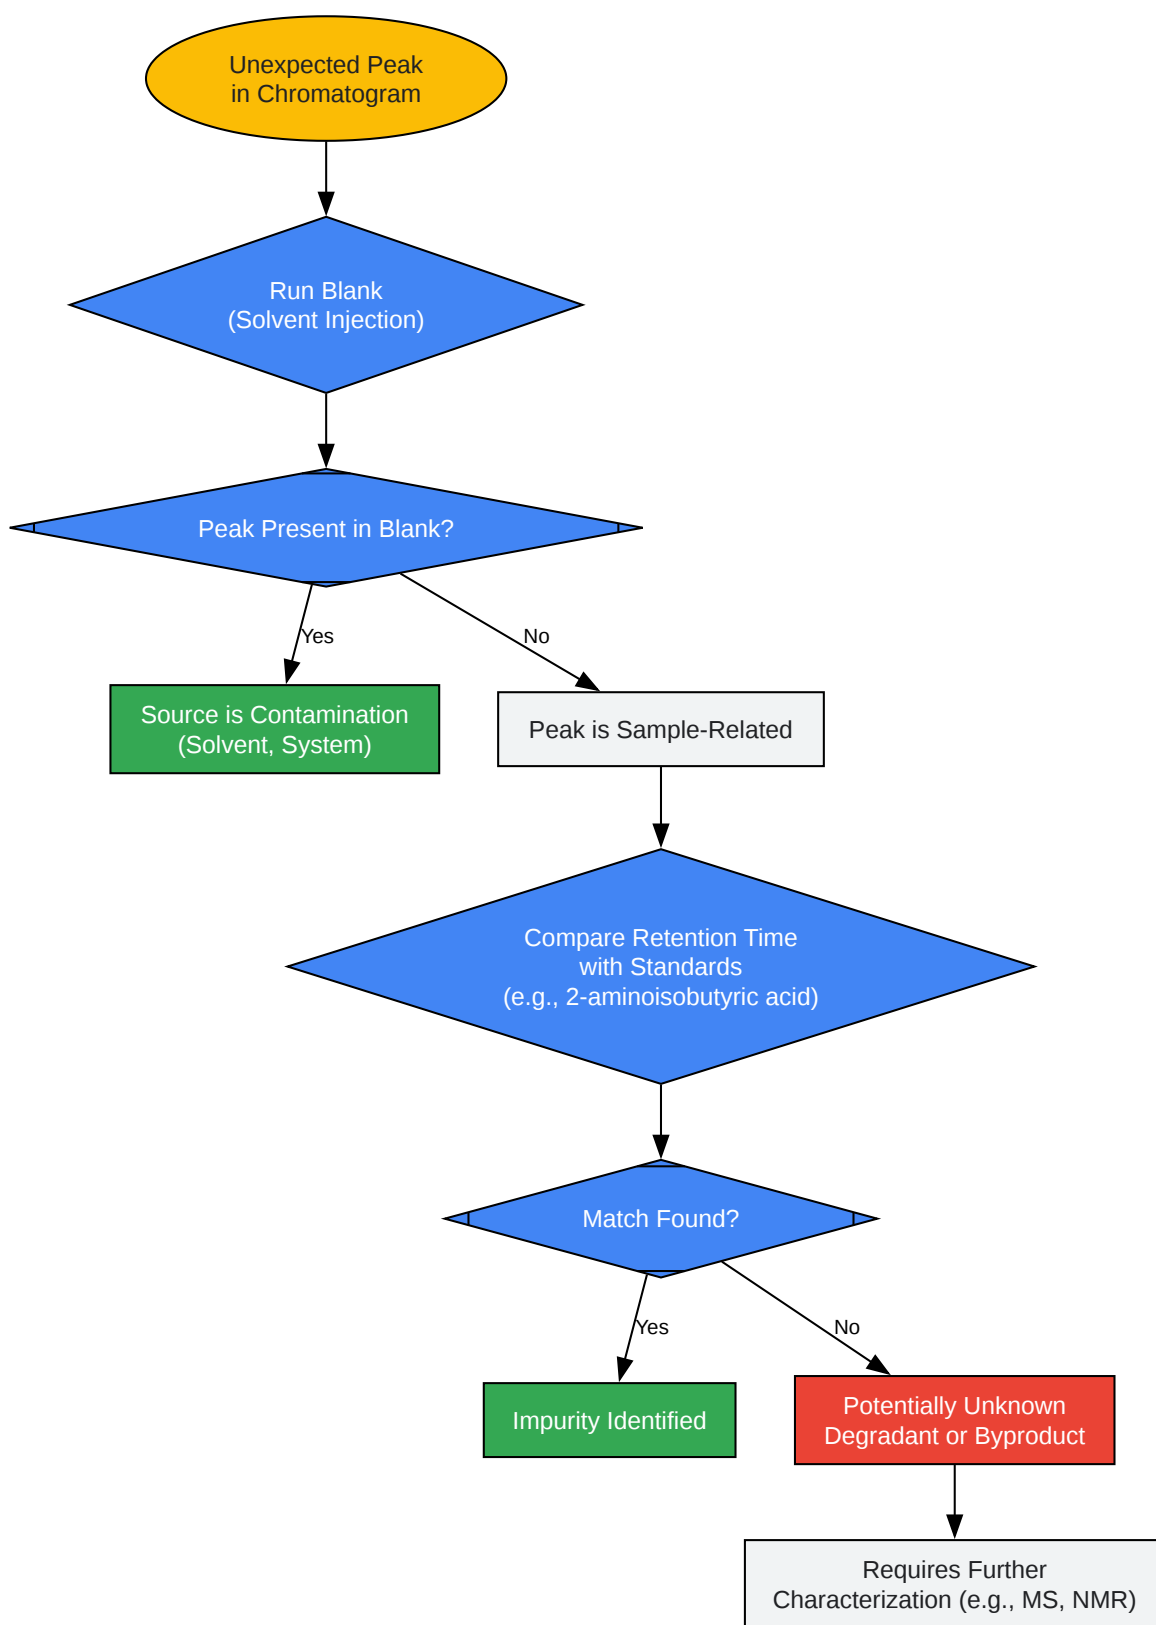 Unexpected Peak
in Chromatogram
Run Blank
(Solvent Injection)
Peak Present in Blank?
Yes
No
Source is Contamination
(Solvent, System)
Peak is Sample-Related
Compare Retention Time
with Standards
(e.g., 2-aminoisobutyric acid)
Match Found?
Yes
No
Impurity Identified
Potentially Unknown
Degradant or Byproduct
Requires Further
Characterization (e.g., MS, NMR)